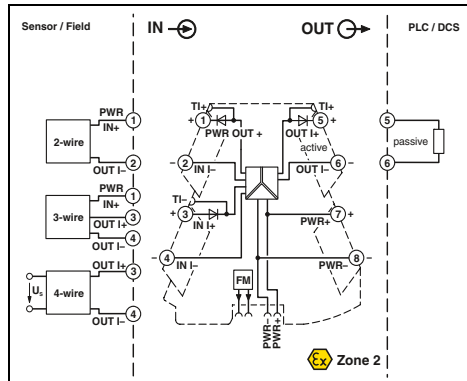 Sensor / Field
IN
OUT
PLC / DCS
PWR
IN+
1
2-wire
OUT I–
2
PWR
IN+
1
3-wire
3
OUT I+
4
OUT I–
OUT I+
3
Us
4-wire
OUT I–
4
TI+
1
+
PWR OUT +
–
2
IN I–
TI–
3
+
IN I+
–
4
IN I–
TI+
5
+
OUT I+
active
6
–
OUT I–
7
+
PWR+
8
–
PWR–
FM
PWR–
PWR+
5
passive
6
Ex Zone 2